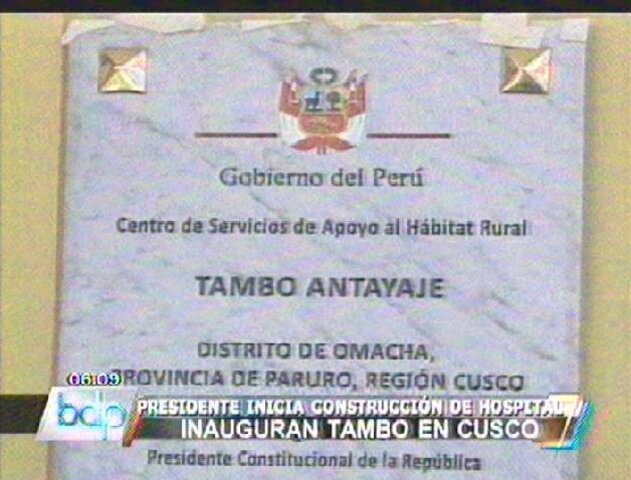 Gobierno del Perú
Centro de Servicios de Apoyo al Hábitat Rural
TAMBO ANTAYAJE
DISTRITO DE OMACHA,
PROVINCIA DE PARURO, REGIÓN CUSCO
06:09
bdp
PRESIDENTE INICIA CONSTRUCCIÓN DE HOSPITAL
INAUGURAN TAMBO EN CUSCO
Presidente Constitucional de la República